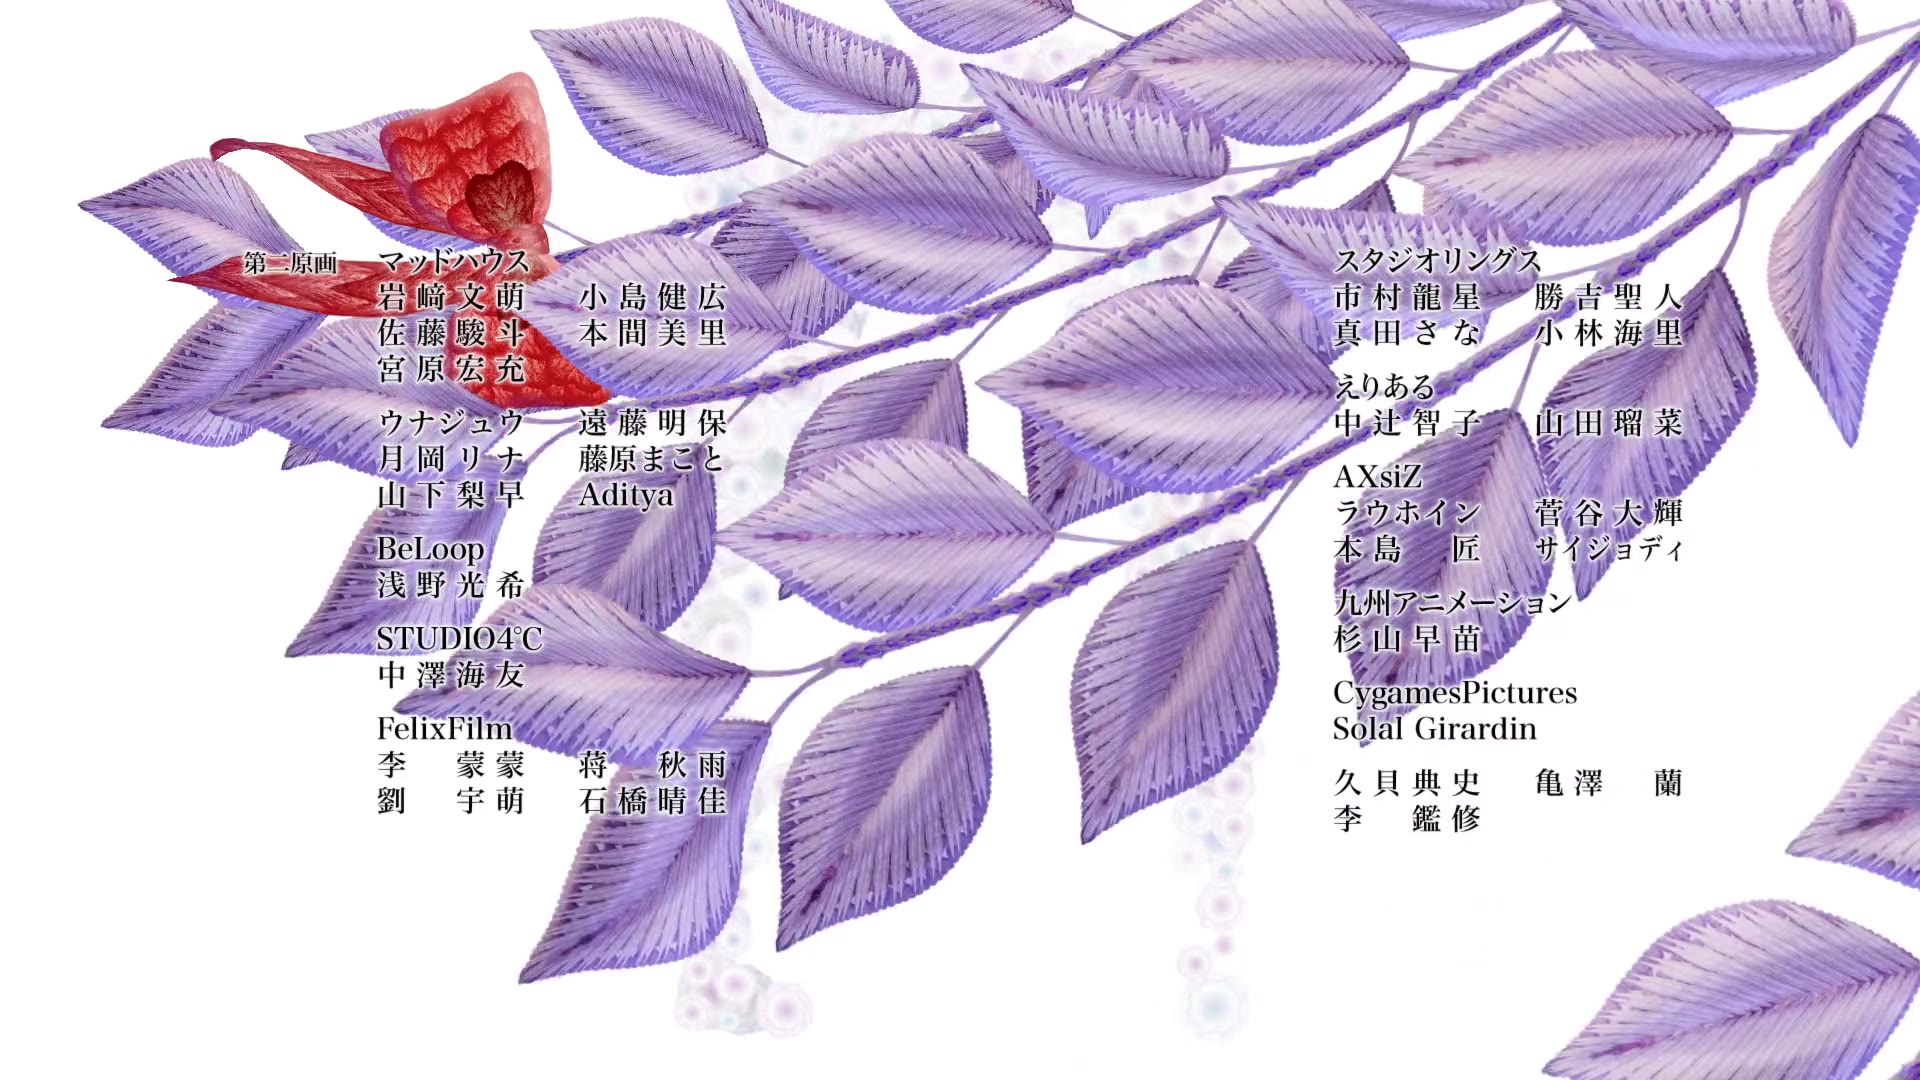 第二原画 マッドハウス
岩﨑文萌 小島健広
佐藤駿斗 本間美里
宮原宏充
ウナジュウ 遠藤明保
月岡リナ 藤原まこと
山下梨早 Aditya
BeLoop
浅野光希
STUDIO4℃
中澤海友
FelixFilm
李 蒙蒙 蒋 秋雨
劉 宇萌 石橋晴佳
スタジオリングス
市村龍星 勝吉聖人
真田さな 小林海里
えりある
中辻智子 山田瑠菜
AXsiZ
ラウホイン 菅谷大輝
本島 匠 サイジョディ
九州アニメーション
杉山早苗
CygamesPictures
Solal Girardin
久貝典史 亀澤 蘭
李 鑑修